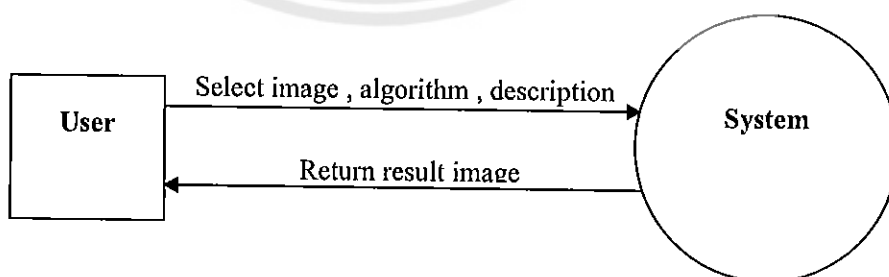 Select image , algorithm , description
User
System
Return result image